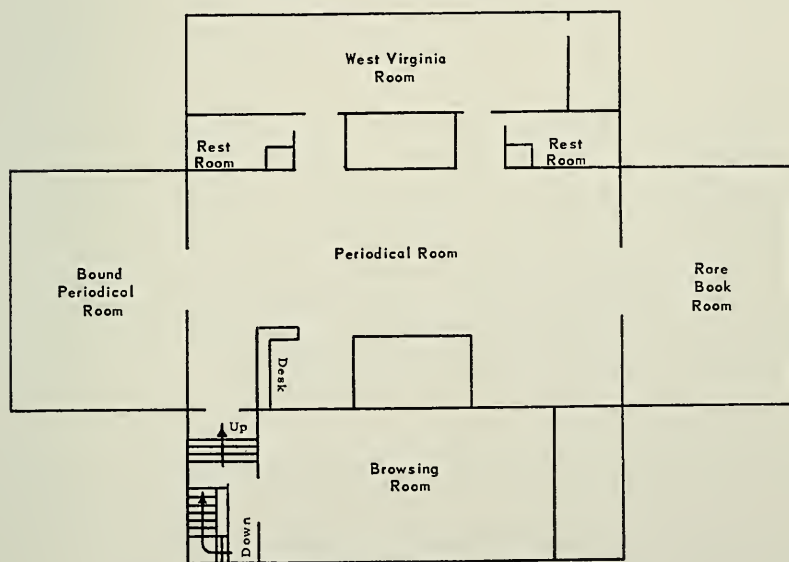 West Virginia
Room
Rest
Room
Rest
Room
Periodical Room
Bound
Periodical
Room
Rare
Book
Room
Desk
Up
Browsing
Room
Down